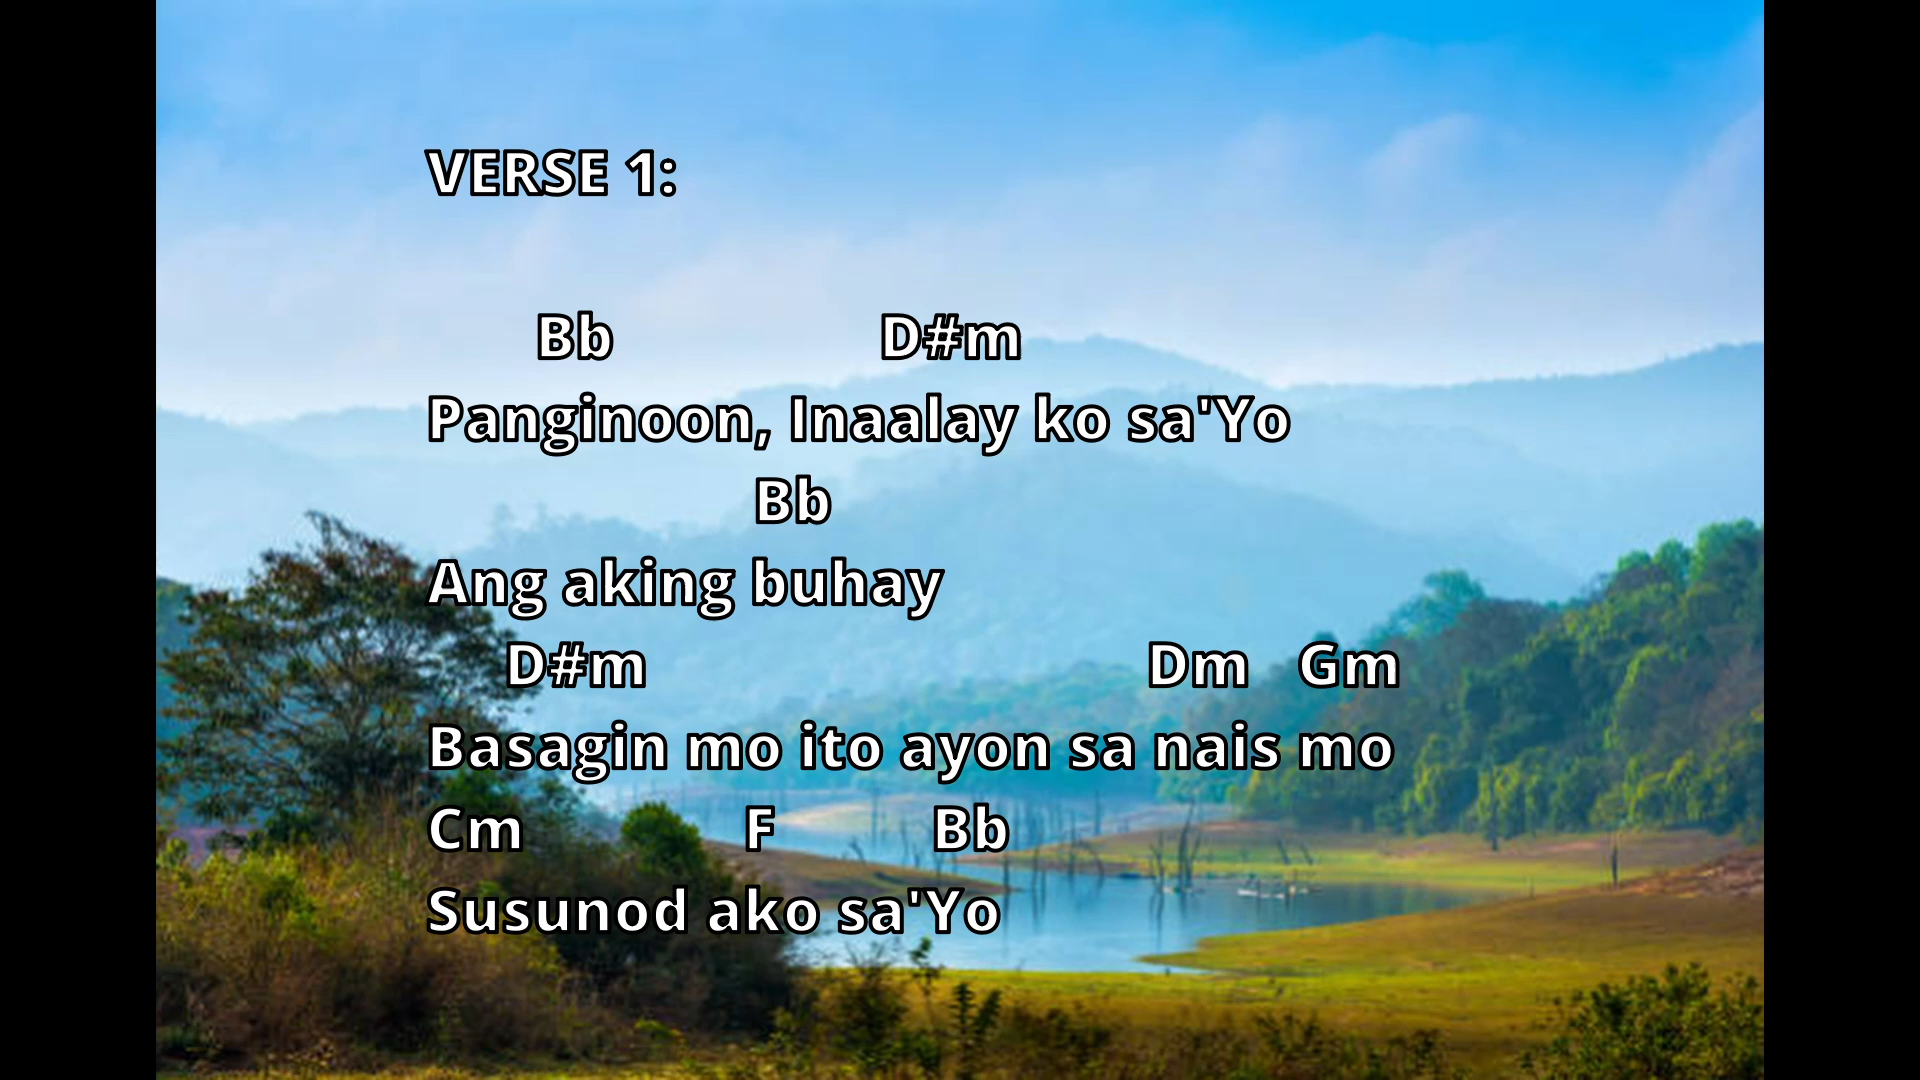 VERSE 1:
Bb D#m
Panginoon, Inaalay ko sa'Yo
Bb
Ang aking buhay
D#m Dm Gm
Basagin mo ito ayon sa nais mo
Cm F Bb
Susunod ako sa'Yo